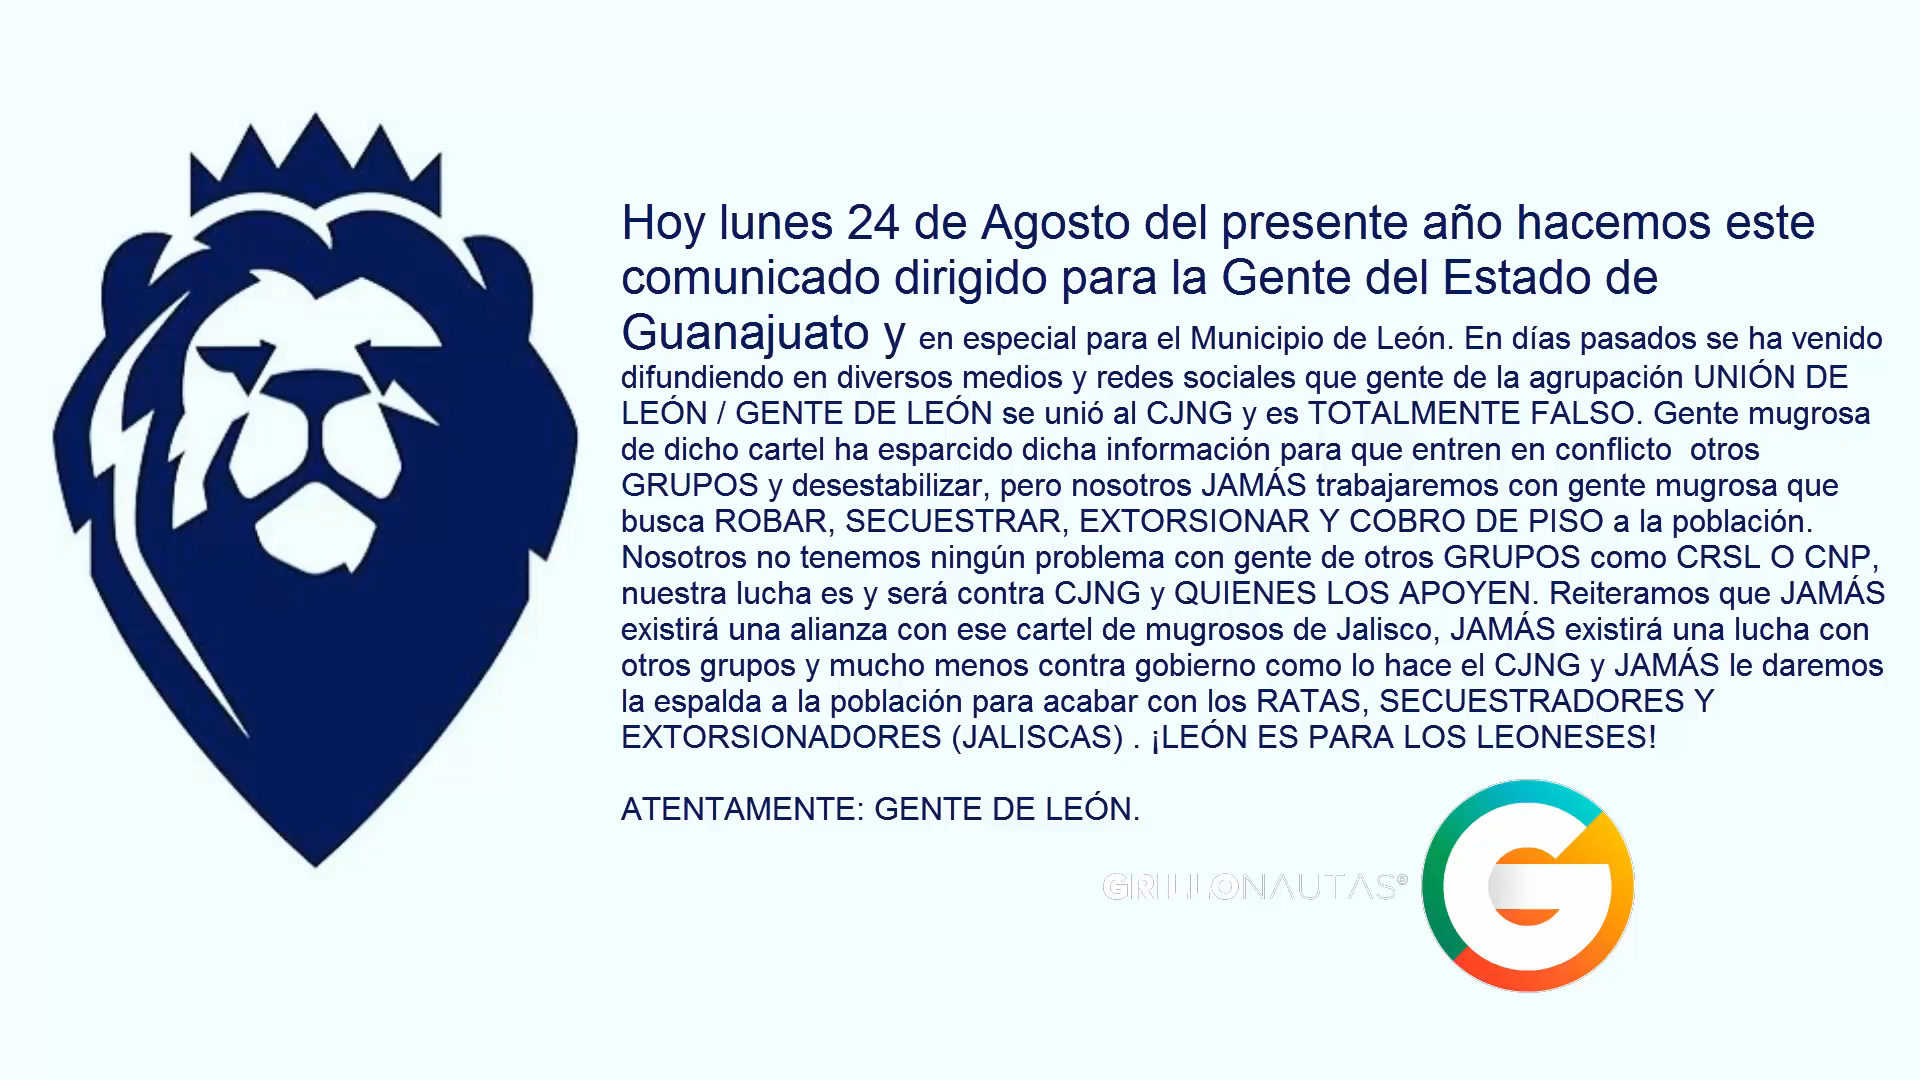 Hoy lunes 24 de Agosto del presente año hacemos este
comunicado dirigido para la Gente del Estado de
Guanajuato y en especial para el Municipio de León. En días pasados se ha venido
difundiendo en diversos medios y redes sociales que gente de la agrupación UNIÓN DE
LEÓN / GENTE DE LEÓN se unió al CJNG y es TOTALMENTE FALSO. Gente mugrosa
de dicho cartel ha esparcido dicha información para que entren en conflicto  otros
GRUPOS y desestabilizar, pero nosotros JAMÁS trabajaremos con gente mugrosa que
busca ROBAR, SECUESTRAR, EXTORSIONAR Y COBRO DE PISO a la población.
Nosotros no tenemos ningún problema con gente de otros GRUPOS como CRSL O CNP,
nuestra lucha es y será contra CJNG y QUIENES LOS APOYEN. Reiteramos que JAMÁS
existirá una alianza con ese cartel de mugrosos de Jalisco, JAMÁS existirá una lucha con
otros grupos y mucho menos contra gobierno como lo hace el CJNG y JAMÁS le daremos
la espalda a la población para acabar con los RATAS, SECUESTRADORES Y
EXTORSIONADORES (JALISCAS) . ¡LEÓN ES PARA LOS LEONESES!
ATENTAMENTE: GENTE DE LEÓN.
GRILLONAUTAS®
G